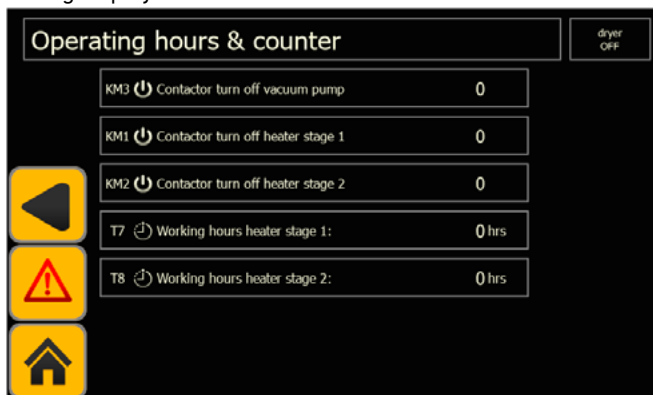 Operating hours & counter
dryer
OFF
KM3 Contactor turn off vacuum pump 0
KM1 Contactor turn off heater stage 1 0
KM2 Contactor turn off heater stage 2 0
T7 Working hours heater stage 1: 0 hrs
T8 Working hours heater stage 2: 0 hrs